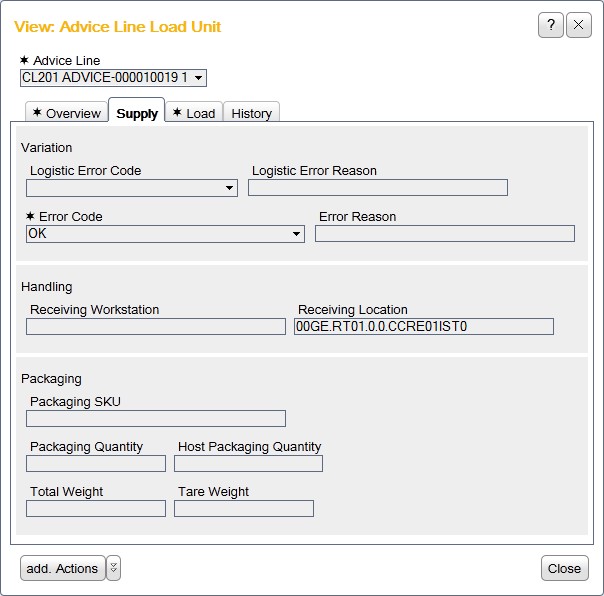 View: Advice Line Load Unit
?
✶ Advice Line
CL201 ADVICE-000010019 1
✶ Overview Supply ✶ Load History
Variation
Logistic Error Code Logistic Error Reason
✶ Error Code Error Reason
OK
Handling
Receiving Workstation Receiving Location
00GE.RT01.0.0.CCRE01IST0
Packaging
Packaging SKU
Packaging Quantity Host Packaging Quantity
Total Weight Tare Weight
add. Actions Close